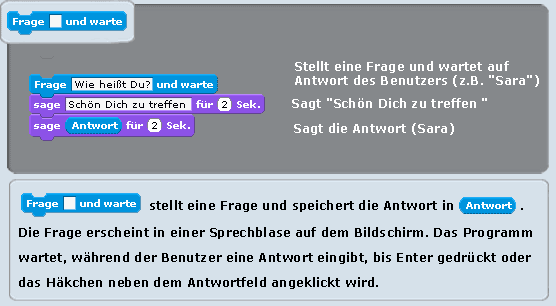 Frage und warte
Stellt eine Frage und wartet auf
Antwort des Benutzers (z.B. "Sara")
Frage Wie heißt Du? und warte
sage Schön Dich zu treffen für 2 Sek.
Sagt "Schön Dich zu treffen "
sage Antwort für 2 Sek.
Sagt die Antwort (Sara)
Frage und warte stellt eine Frage und speichert die Antwort in Antwort .
Die Frage erscheint in einer Sprechblase auf dem Bildschirm. Das Programm
wartet, während der Benutzer eine Antwort eingibt, bis Enter gedrückt oder
das Häkchen neben dem Antwortfeld angeklickt wird.